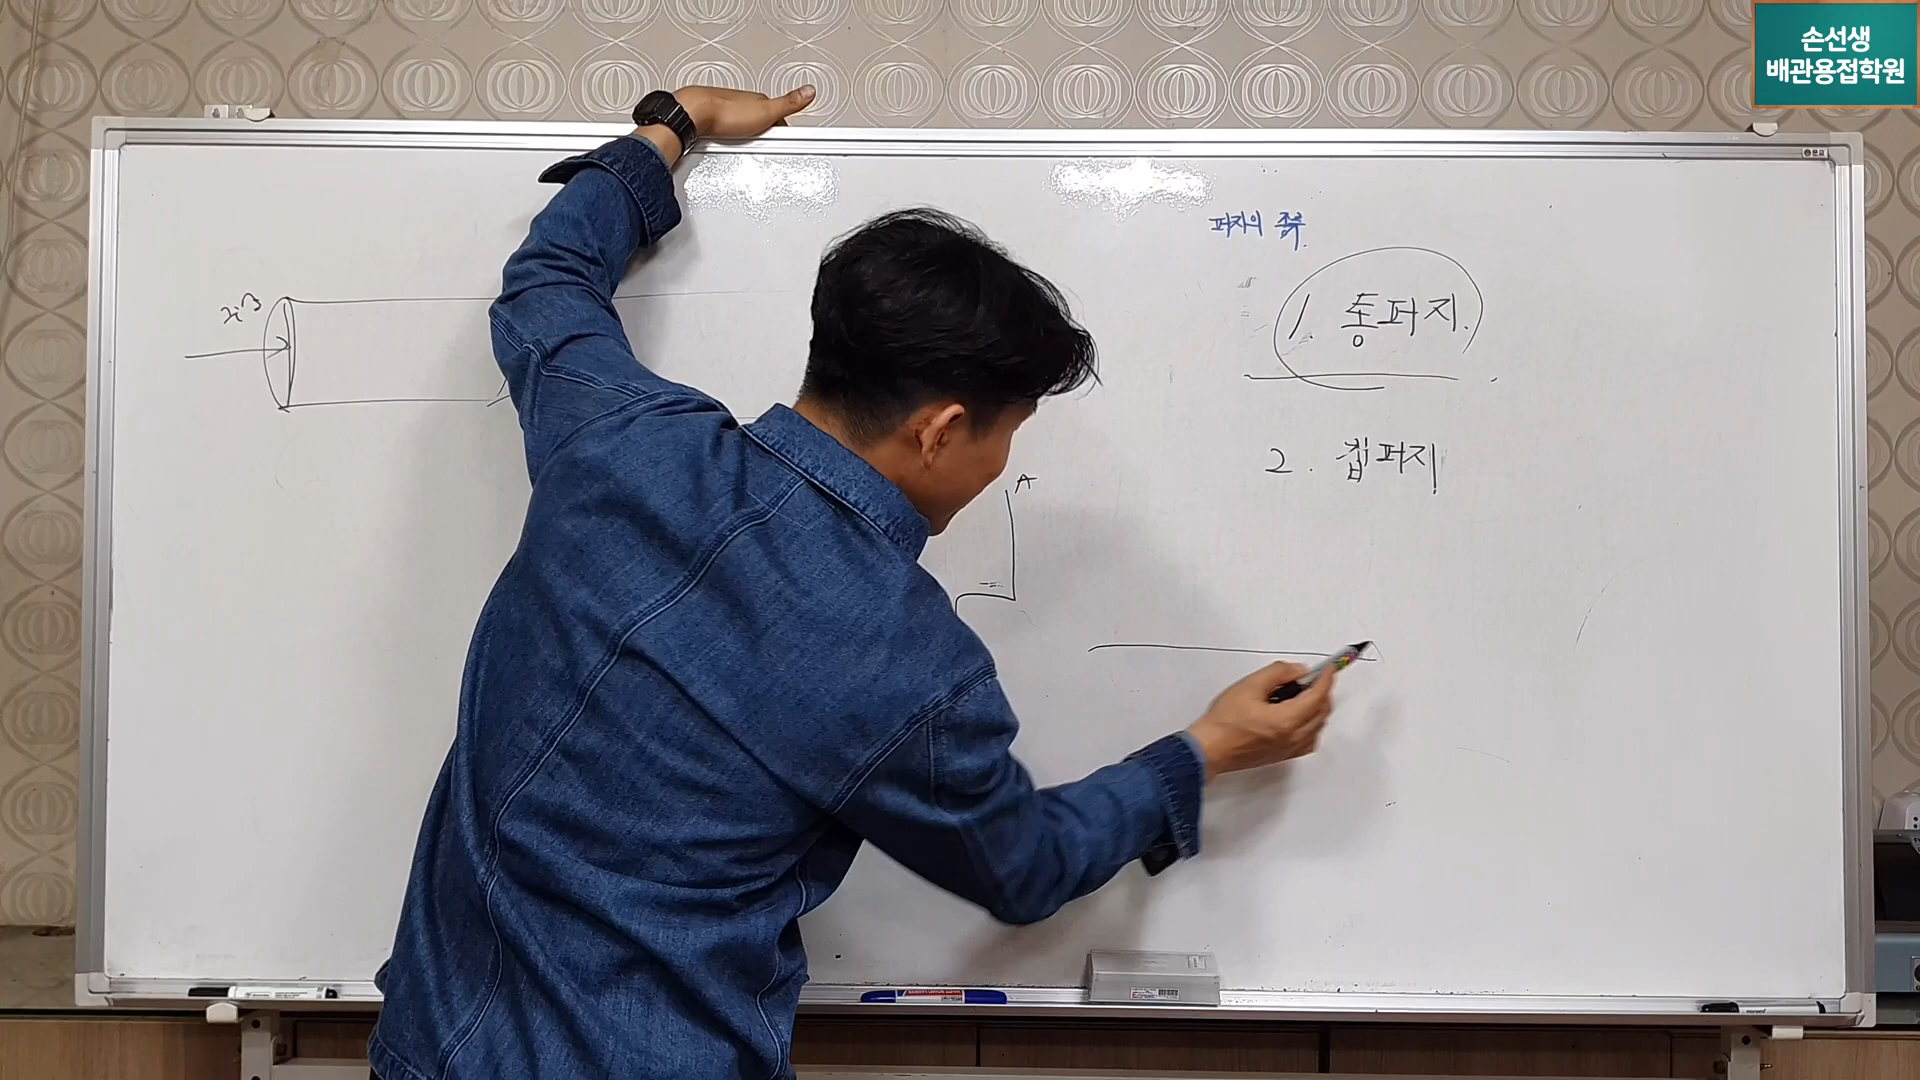 손선생
배관용접학원
퍼지의 종류.
1. 통퍼지.
2. 칩퍼지
A